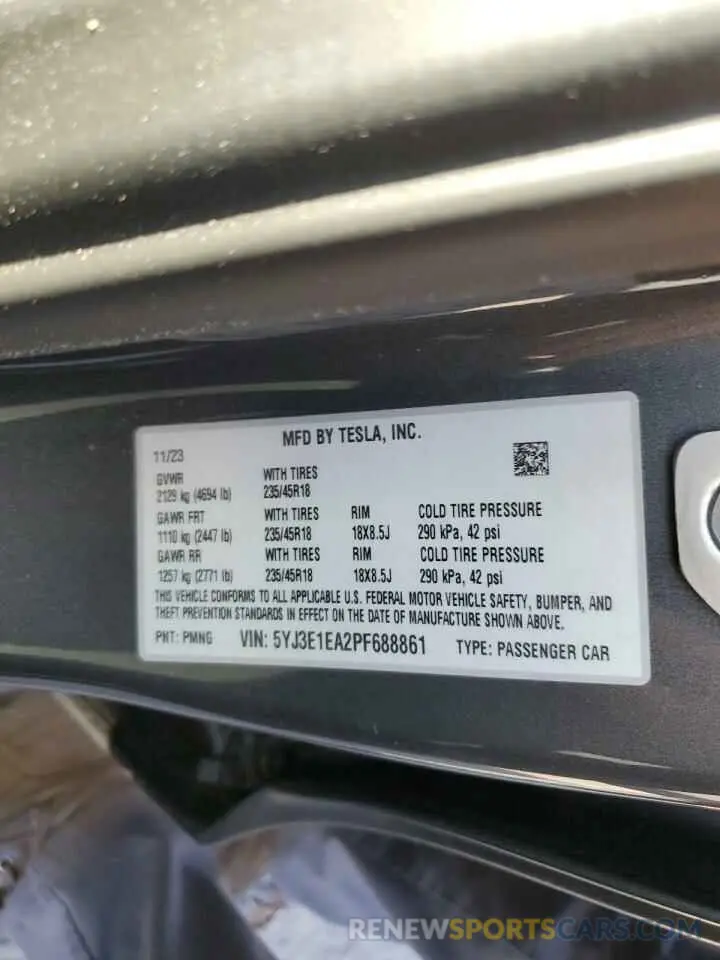 MFD BY TESLA, INC.
11/23
GVWR WITH TIRES
2129 kg (4694 lb) 235/45R18
GAWR FRT WITH TIRES RIM COLD TIRE PRESSURE
1110 kg (2447 lb) 235/45R18 18X8.5J 290 kPa, 42 psi
GAWR RR WITH TIRES RIM COLD TIRE PRESSURE
1257 kg (2771 lb) 235/45R18 18X8.5J 290 kPa, 42 psi
THIS VEHICLE CONFORMS TO ALL APPLICABLE U.S. FEDERAL MOTOR VEHICLE SAFETY, BUMPER, AND
THEFT PREVENTION STANDARDS IN EFFECT ON THE DATE OF MANUFACTURE SHOWN ABOVE.
PNT: PMNG VIN: 5YJ3E1EA2PF688861 TYPE: PASSENGER CAR
RENEWSPORTSCARS.COM